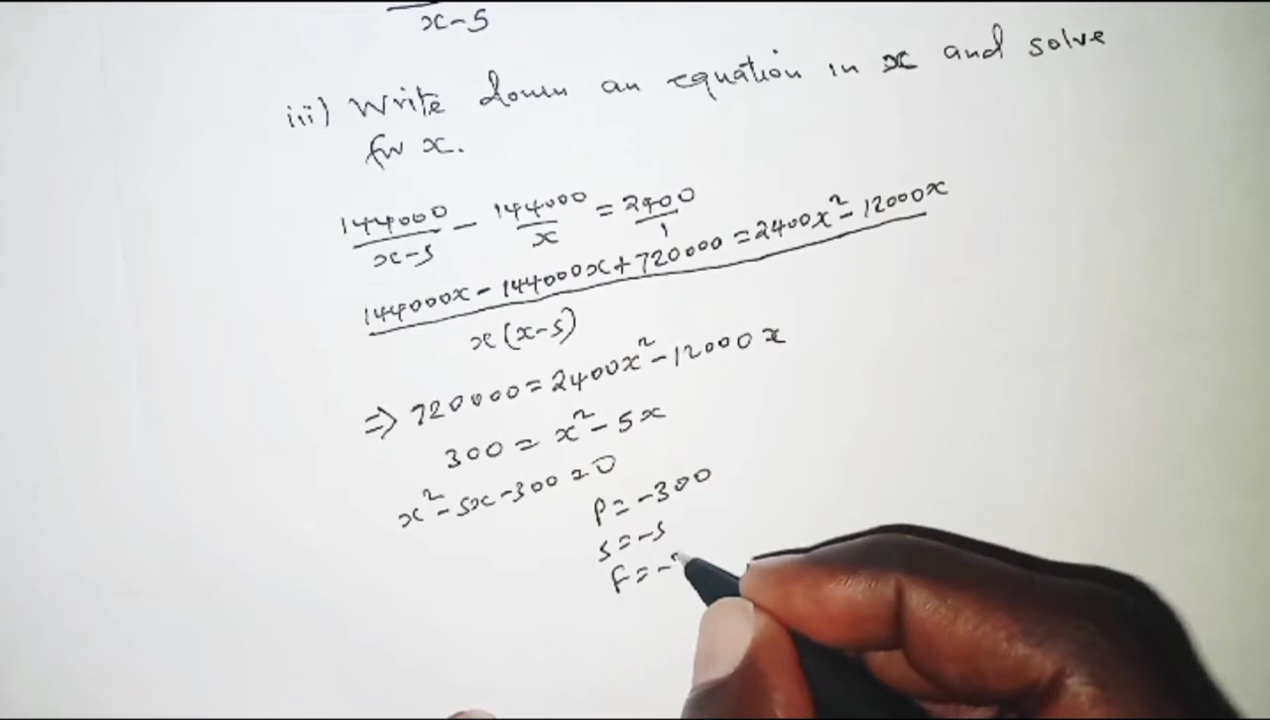 x-5
iii) Write down an equation in x and solve
for x.
144000/x-5 - 144000/x = 2400/1
144000x - 144000x + 720000 = 2400x² - 12000x
x(x-5)
⇒ 720000 = 2400x² - 12000x
300 = x² - 5x
x² - 5x - 300 = 0
P = -300
S = -5
F = -